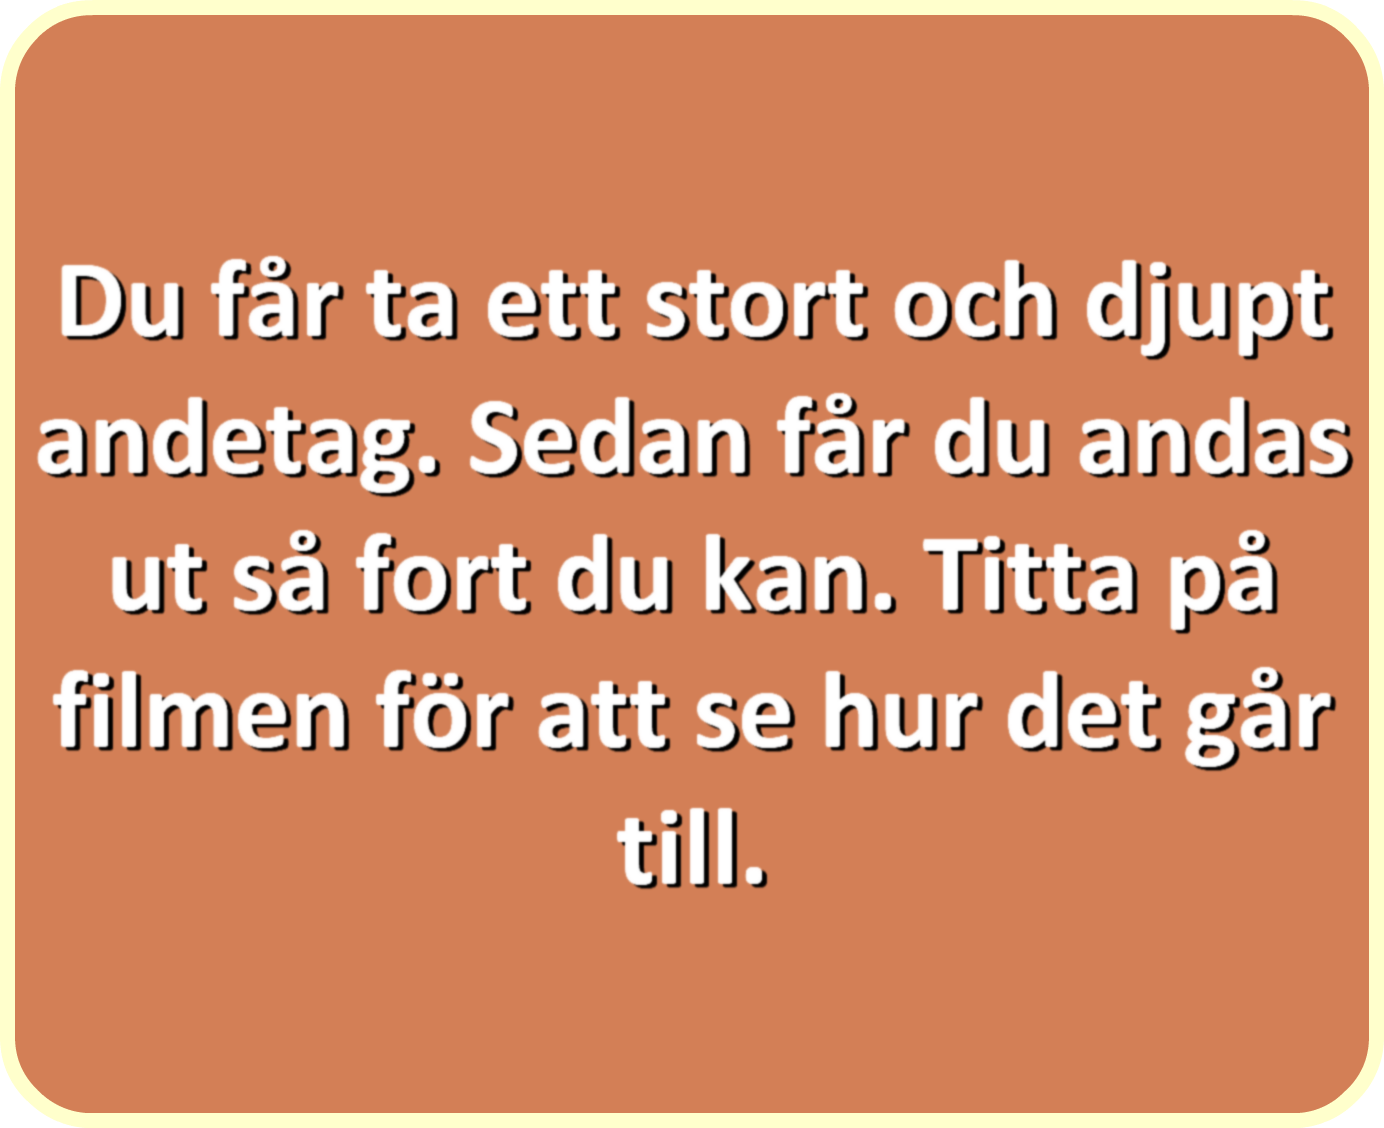 Du får ta ett stort och djupt
andetag. Sedan får du andas
ut så fort du kan. Titta på
filmen för att se hur det går
till.